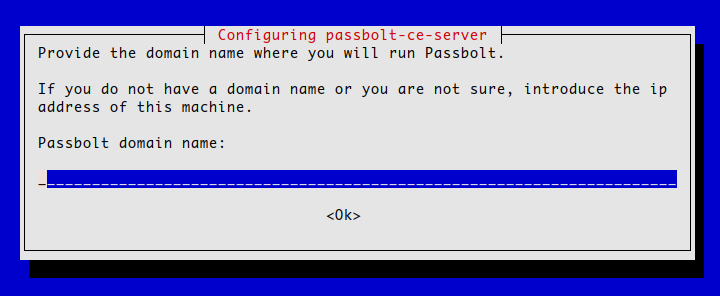 Configuring passbolt-ce-server
Provide the domain name where you will run Passbolt.
If you do not have a domain name or you are not sure, introduce the ip
address of this machine.
Passbolt domain name:
<Ok>